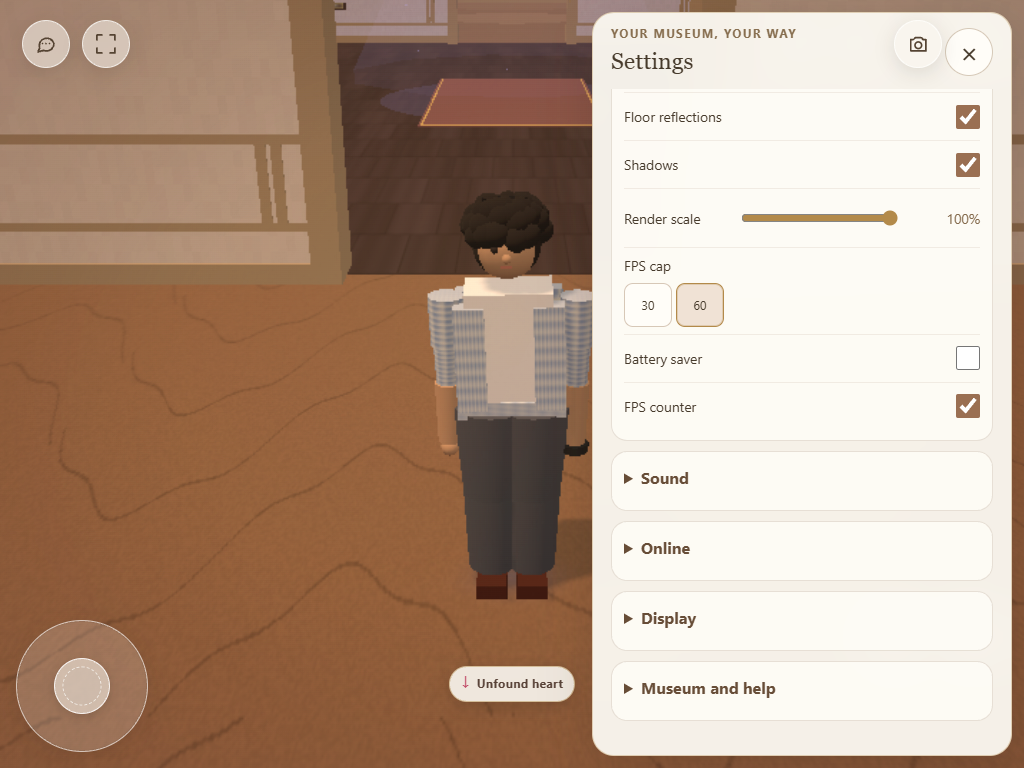 YOUR MUSEUM, YOUR WAY
Settings
Floor reflections
Shadows
Render scale
100%
FPS cap
30
60
Battery saver
FPS counter
Sound
Online
Display
Museum and help
↓ Unfound heart